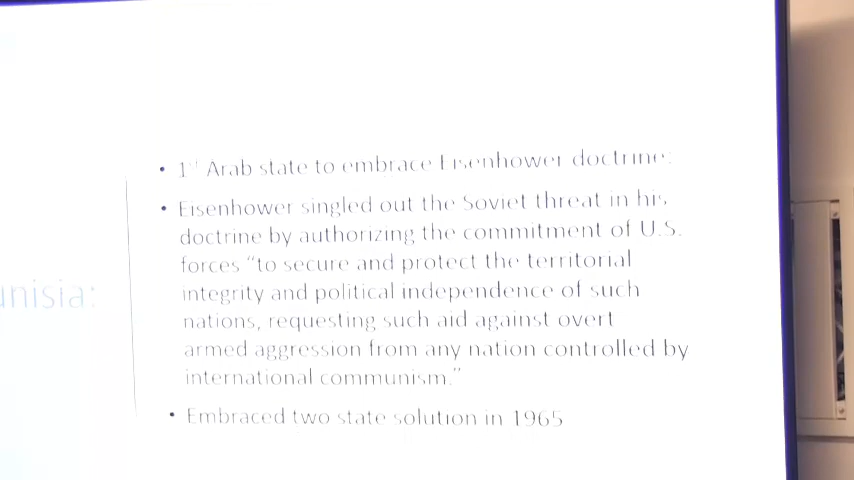 • 1st Arab state to embrace Eisenhower doctrine:
• Eisenhower singled out the Soviet threat in his
doctrine by authorizing the commitment of U.S.
forces “to secure and protect the territorial
integrity and political independence of such
nations, requesting such aid against overt
armed aggression from any nation controlled by
international communism.”
• Embraced two state solution in 1965
unisia: